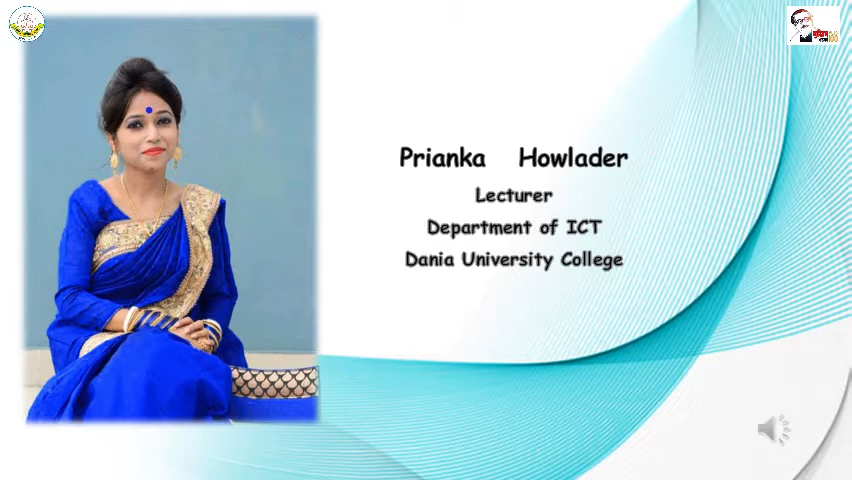 Prianka Howlader
Lecturer
Department of ICT
Dania University College